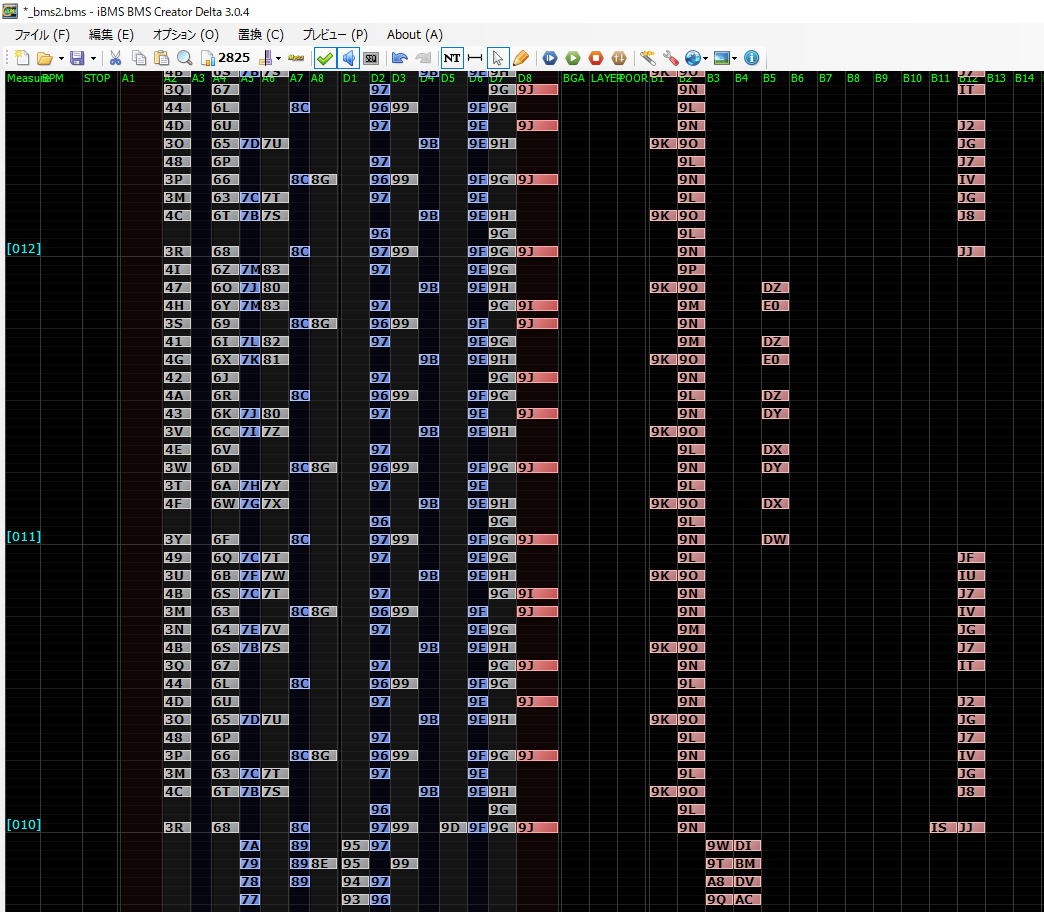 *_bms2.bms - iBMS BMS Creator Delta 3.0.4
ファイル (F) 編集 (E) オプション (O) 置換 (C) プレビュー (P) About (A)
2825 NT
Measure BPM STOP A1 A2 A3 A4 A5 A6 A7 A8 D1 D2 D3 D4 D5 D6 D7 D8 BGA LAYER POOR B1 B2 B3 B4 B5 B6 B7 B8 B9 B10 B11 B12 B13 B14
3Q 67 97 9G 9J 9N IT
44 6L 8C 96 99 9F 9G 9L
4D 6U 97 9E 9J 9N J2
3O 65 7D 7U 9B 9E 9H 9K 9O JG
48 6P 97 9L J7
3P 66 8C 8G 96 99 9F 9G 9J 9N IV
3M 63 7C 7T 97 9E 9L JG
4C 6T 7B 7S 9B 9E 9H 9K 9O J8
96 9G 9L
[012] 3R 68 8C 97 99 9F 9G 9J 9N JJ
4I 6Z 7M 83 97 9E 9G 9P
47 6O 7J 80 9B 9E 9H 9K 9O DZ
4H 6Y 7M 83 97 9G 9I 9M E0
3S 69 8C 8G 96 99 9F 9J 9N
41 6I 7L 82 97 9E 9G 9M DZ
4G 6X 7K 81 9B 9E 9H 9K 9O E0
42 6J 97 9G 9J 9N
4A 6R 8C 96 99 9F 9G 9L DZ
43 6K 7J 80 97 9E 9J 9N DY
3V 6C 7I 7Z 9B 9E 9H 9K 9O
4E 6V 97 9L DX
3W 6D 8C 8G 96 99 9F 9G 9J 9N DY
3T 6A 7H 7Y 97 9E 9L
4F 6W 7G 7X 9B 9E 9H 9K 9O DX
96 9G 9L
[011] 3Y 6F 8C 97 99 9F 9G 9J 9N DW
49 6Q 7C 7T 97 9E 9G 9L JF
3U 6B 7F 7W 9B 9E 9H 9K 9O IU
4B 6S 7C 7T 97 9G 9I 9N J7
3M 63 8C 8G 96 99 9F 9J 9N IV
3N 64 7E 7V 97 9E 9G 9M JG
4B 6S 7B 7S 9B 9E 9H 9K 9O J7
3Q 67 97 9G 9J 9N IT
44 6L 8C 96 99 9F 9G 9L
4D 6U 97 9E 9J 9N J2
3O 65 7D 7U 9B 9E 9H 9K 9O JG
48 6P 97 9L J7
3P 66 8C 8G 96 99 9F 9G 9J 9N IV
3M 63 7C 7T 97 9E 9L JG
4C 6T 7B 7S 9B 9E 9H 9K 9O J8
96 9G 9L
[010] 3R 68 8C 97 99 9D 9F 9G 9J 9N IS JJ
7A 89 95 97 9W DI
79 89 8E 95 99 9T BM
78 89 94 97 A8 DV
77 93 96 9Q AC